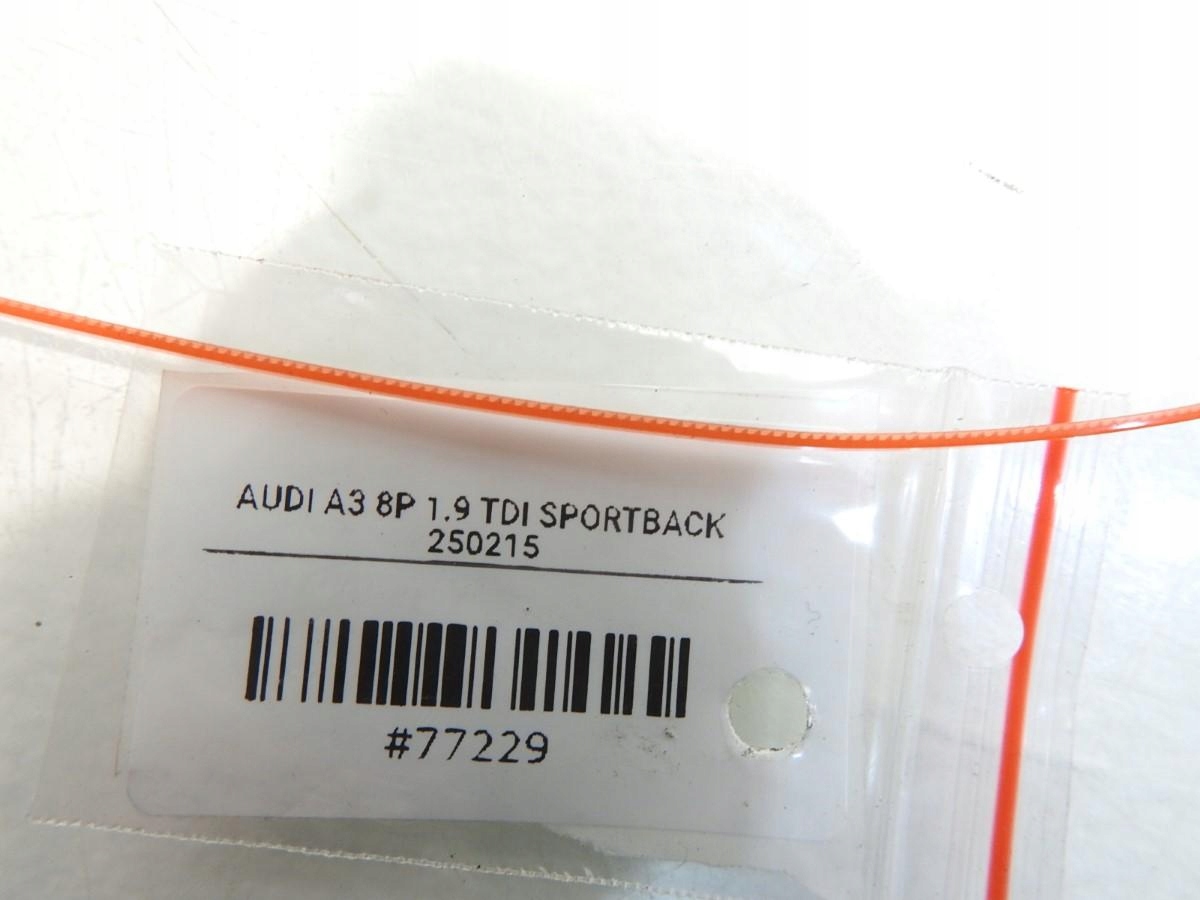 AUDI A3 8P 1.9 TDI SPORTBACK
250215
#77229